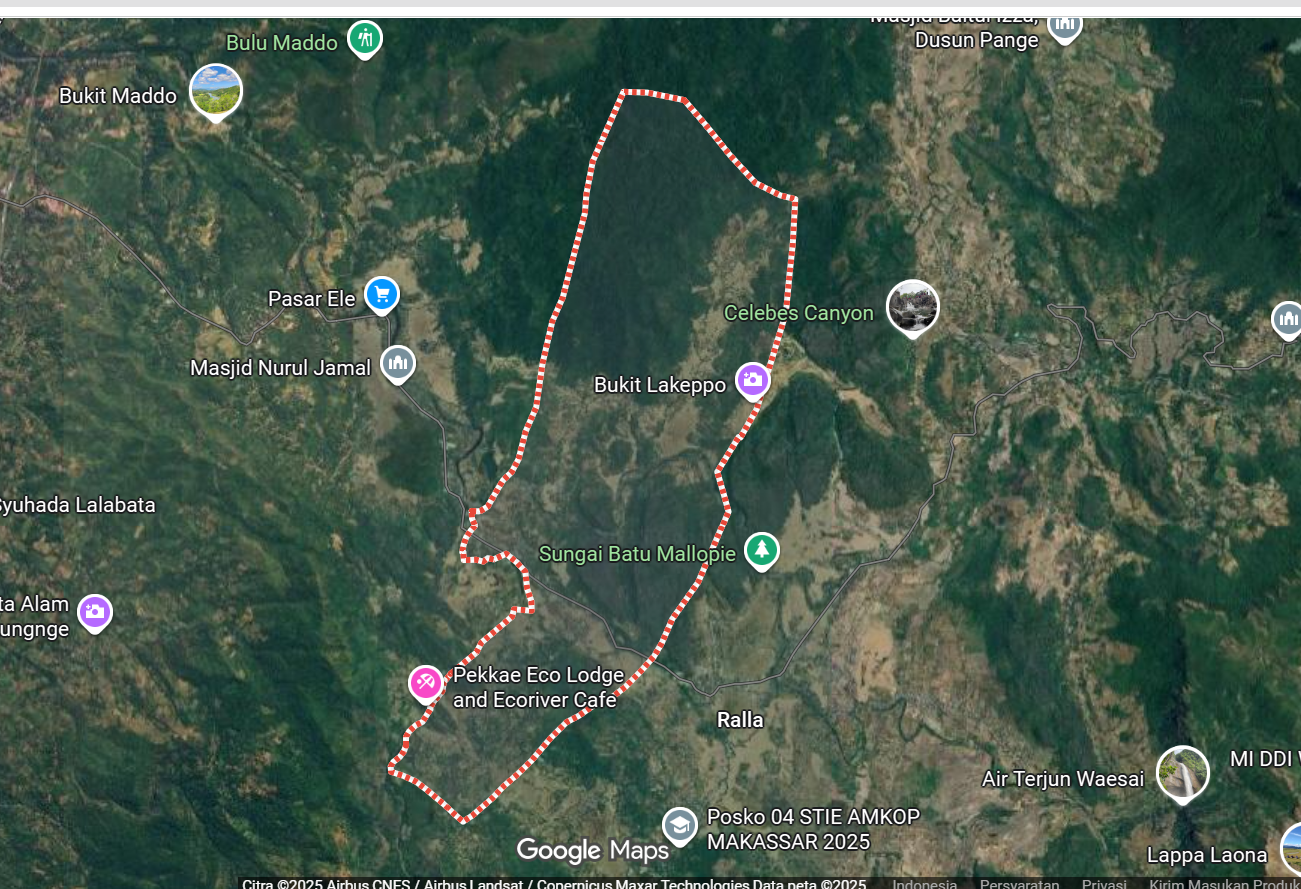 Masjid Baitul Izza,
Dusun Pange
Bulu Maddo
Bukit Maddo
Pasar Ele
Celebes Canyon
Masjid Nurul Jamal
Bukit Lakeppo
Syuhada Lalabata
Sungai Batu Mallopie
ta Alam
ungnge
Pekkae Eco Lodge
and Ecoriver Cafe
Ralla
MI DDI
Air Terjun Waesai
Posko 04 STIE AMKOP
MAKASSAR 2025
Google Maps
Lappa Laona
Citra ©2025 Airbus CNES / Airbus Landsat / Copernicus Maxar Technologies Data peta ©2025 Indonesia Persyaratan Privasi Kirim Masukan Produk